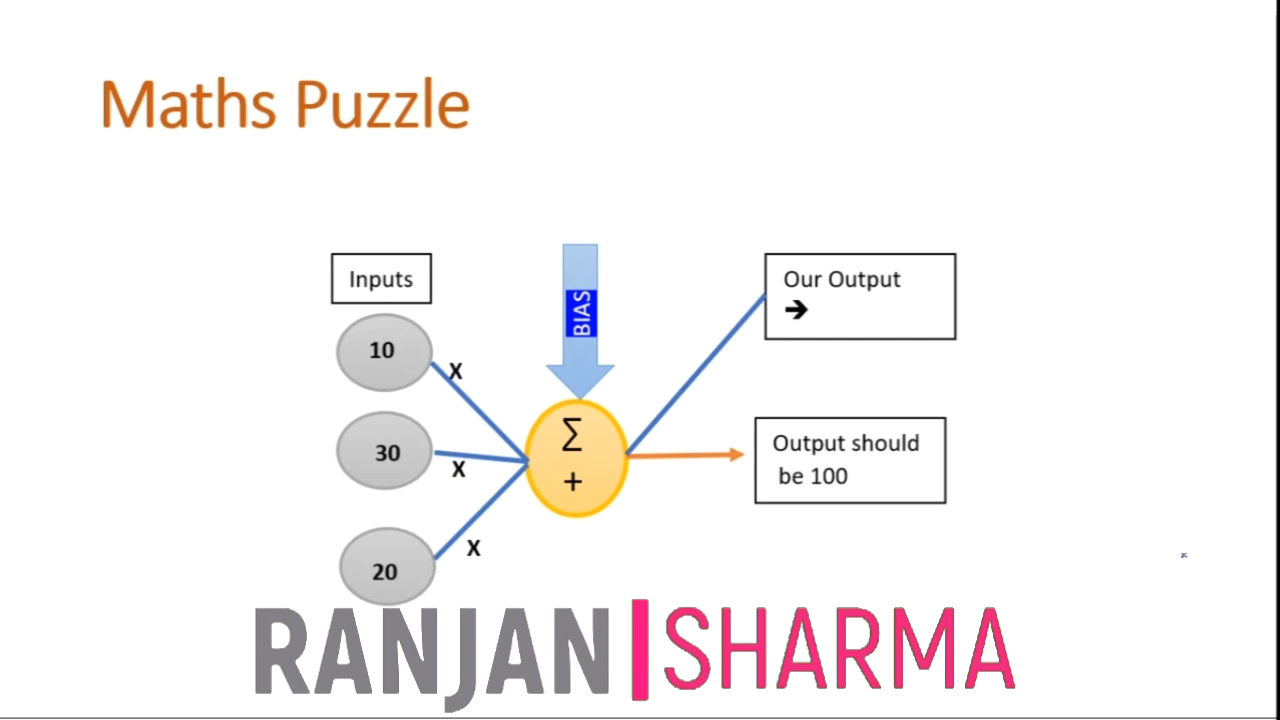 Maths Puzzle
Inputs
10
X
30
X
20
X
BIAS
Σ
+
Our Output
➔
Output should
be 100
RANJAN|SHARMA